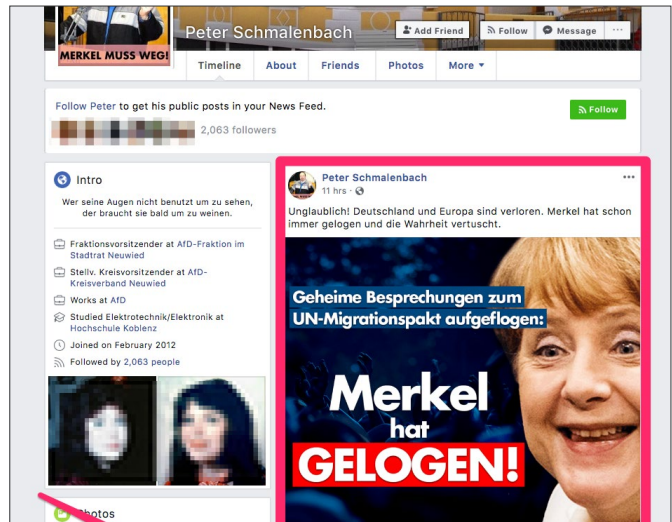 Peter Schmalenbach
Add Friend
Follow
Message
MERKEL MUSS WEG!
Timeline
About
Friends
Photos
More
Follow Peter to get his public posts in your News Feed.
Follow
2,063 followers
Intro
Wer seine Augen nicht benutzt um zu sehen,
der braucht sie bald um zu weinen.
Fraktionsvorsitzender at AfD-Fraktion im
Stadtrat Neuwied
Stellv. Kreisvorsitzender at AfD-
Kreisverband Neuwied
Works at AfD
Studied Elektrotechnik/Elektronik at
Hochschule Koblenz
Joined on February 2012
Followed by 2,063 people
Photos
Peter Schmalenbach
11 hrs ·
Unglaublich! Deutschland und Europa sind verloren. Merkel hat schon
immer gelogen und die Wahrheit vertuscht.
Geheime Besprechungen zum
UN-Migrationspakt aufgeflogen:
Merkel
hat
GELOGEN!